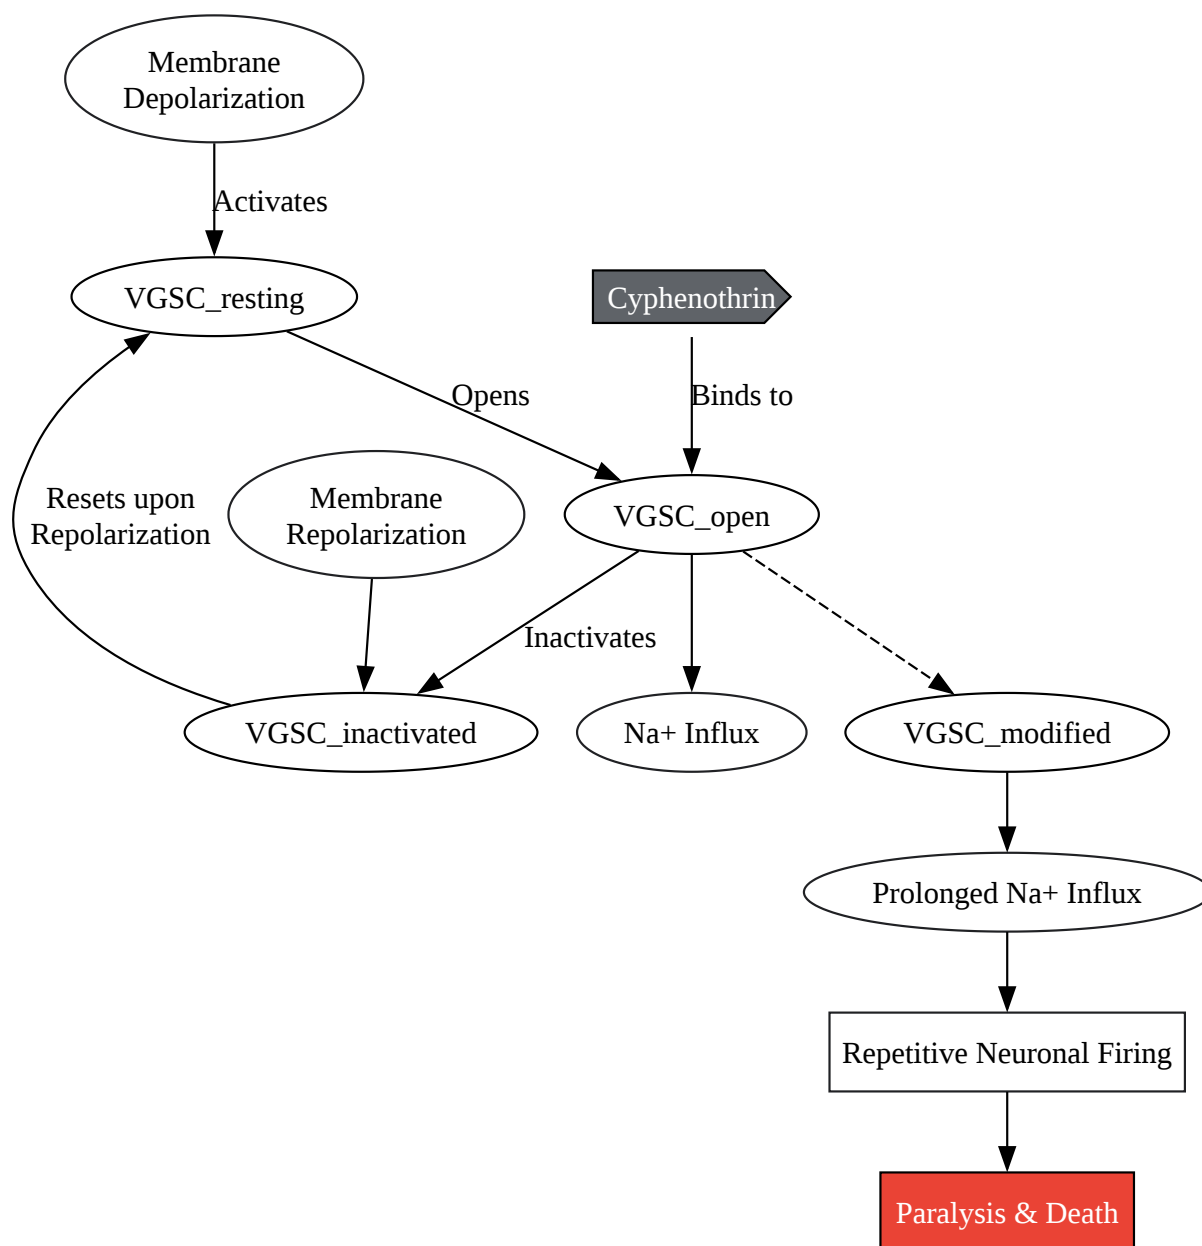 Membrane
Depolarization
Activates
VGSC_resting
Cyphenothrin
Opens
Binds to
Resets upon
Repolarization
Membrane
Repolarization
VGSC_open
Inactivates
VGSC_inactivated
Na+ Influx
VGSC_modified
Prolonged Na+ Influx
Repetitive Neuronal Firing
Paralysis & Death